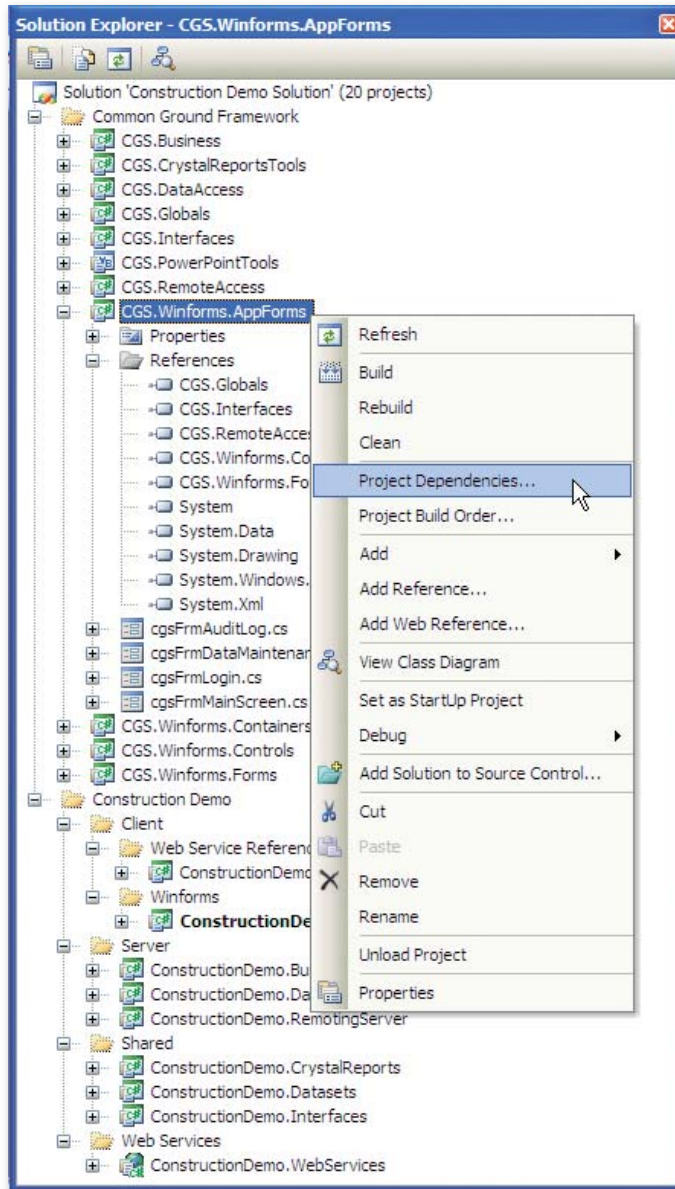 Solution Explorer - CGS.Winforms.AppForms
Solution 'Construction Demo Solution' (20 projects)
Common Ground Framework
CGS.Business
CGS.CrystalReportsTools
CGS.DataAccess
CGS.Globals
CGS.Interfaces
CGS.PowerPointTools
CGS.RemoteAccess
CGS.Winforms.AppForms
Properties
References
CGS.Globals
CGS.Interfaces
CGS.RemoteAcces
CGS.Winforms.Co
CGS.Winforms.Fo
System
System.Data
System.Drawing
System.Windows.
System.Xml
cgsFrmAuditLog.cs
cgsFrmDataMaintenan
cgsFrmLogin.cs
cgsFrmMainScreen.cs
CGS.Winforms.Containers
CGS.Winforms.Controls
CGS.Winforms.Forms
Construction Demo
Client
Web Service Referenc
ConstructionDemo
Winforms
ConstructionDe
Server
ConstructionDemo.Bu
ConstructionDemo.Da
ConstructionDemo.RemotingServer
Shared
ConstructionDemo.CrystalReports
ConstructionDemo.Datasets
ConstructionDemo.Interfaces
Web Services
ConstructionDemo.WebServices
Refresh
Build
Rebuild
Clean
Project Dependencies...
Project Build Order...
Add
Add Reference...
Add Web Reference...
View Class Diagram
Set as StartUp Project
Debug
Add Solution to Source Control...
Cut
Paste
Remove
Rename
Unload Project
Properties